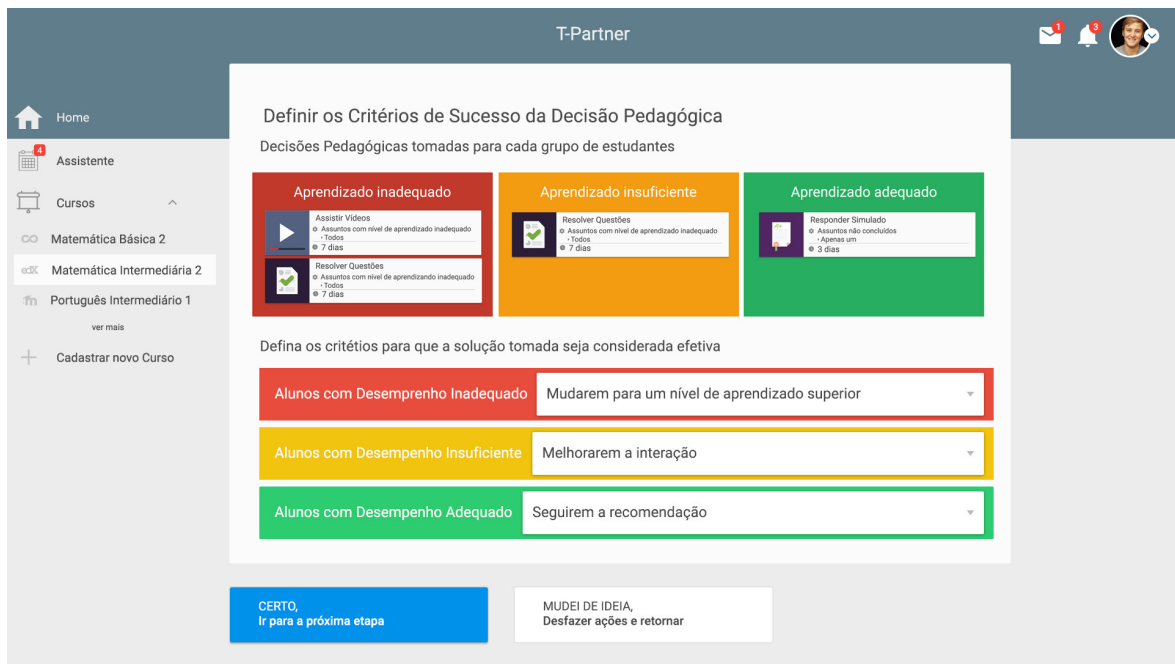 T-Partner
1
3
Home
4
Assistente
Cursos
Matemática Básica 2
edX
Matemática Intermediária 2
Português Intermediário 1
ver mais
Cadastrar novo Curso
Definir os Critérios de Sucesso da Decisão Pedagógica
Decisões Pedagógicas tomadas para cada grupo de estudantes
Aprendizado inadequado
Assistir Vídeos
Assuntos com nível de aprendizado inadequado
Todos
7 dias
Resolver Questões
Assuntos com nível de aprendizando inadequado
Todos
7 dias
Aprendizado insuficiente
Resolver Questões
Assuntos com nível de aprendizado inadequado
Todos
7 dias
Aprendizado adequado
Responder Simulado
Assuntos não concluídos
Apenas um
3 dias
Defina os critétios para que a solução tomada seja considerada efetiva
Alunos com Desemprenho Inadequado
Mudarem para um nível de aprendizado superior
Alunos com Desempenho Insuficiente
Melhorarem a interação
Alunos com Desempenho Adequado
Seguirem a recomendação
CERTO,
Ir para a próxima etapa
MUDEI DE IDEIA,
Desfazer ações e retornar